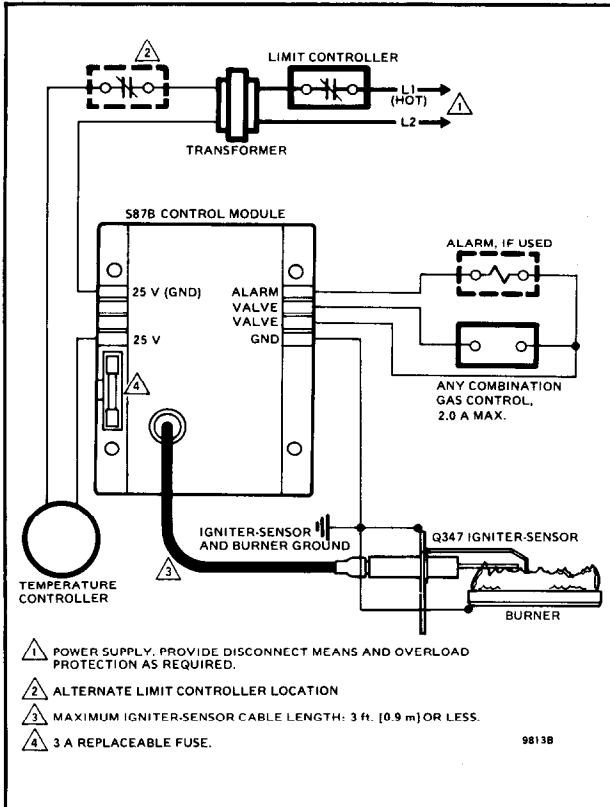 2
LIMIT CONTROLLER
L1
(HOT)
1
L2
TRANSFORMER
S87B CONTROL MODULE
ALARM, IF USED
25 V (GND)
ALARM
VALVE
VALVE
25 V
GND
4
ANY COMBINATION
GAS CONTROL,
2.0 A MAX.
IGNITER-SENSOR
AND BURNER GROUND
Q347 IGNITER-SENSOR
3
TEMPERATURE
CONTROLLER
BURNER
1 POWER SUPPLY. PROVIDE DISCONNECT MEANS AND OVERLOAD
PROTECTION AS REQUIRED.
2 ALTERNATE LIMIT CONTROLLER LOCATION
3 MAXIMUM IGNITER-SENSOR CABLE LENGTH: 3 ft. [0.9 m] OR LESS.
4 3 A REPLACEABLE FUSE.
9813B